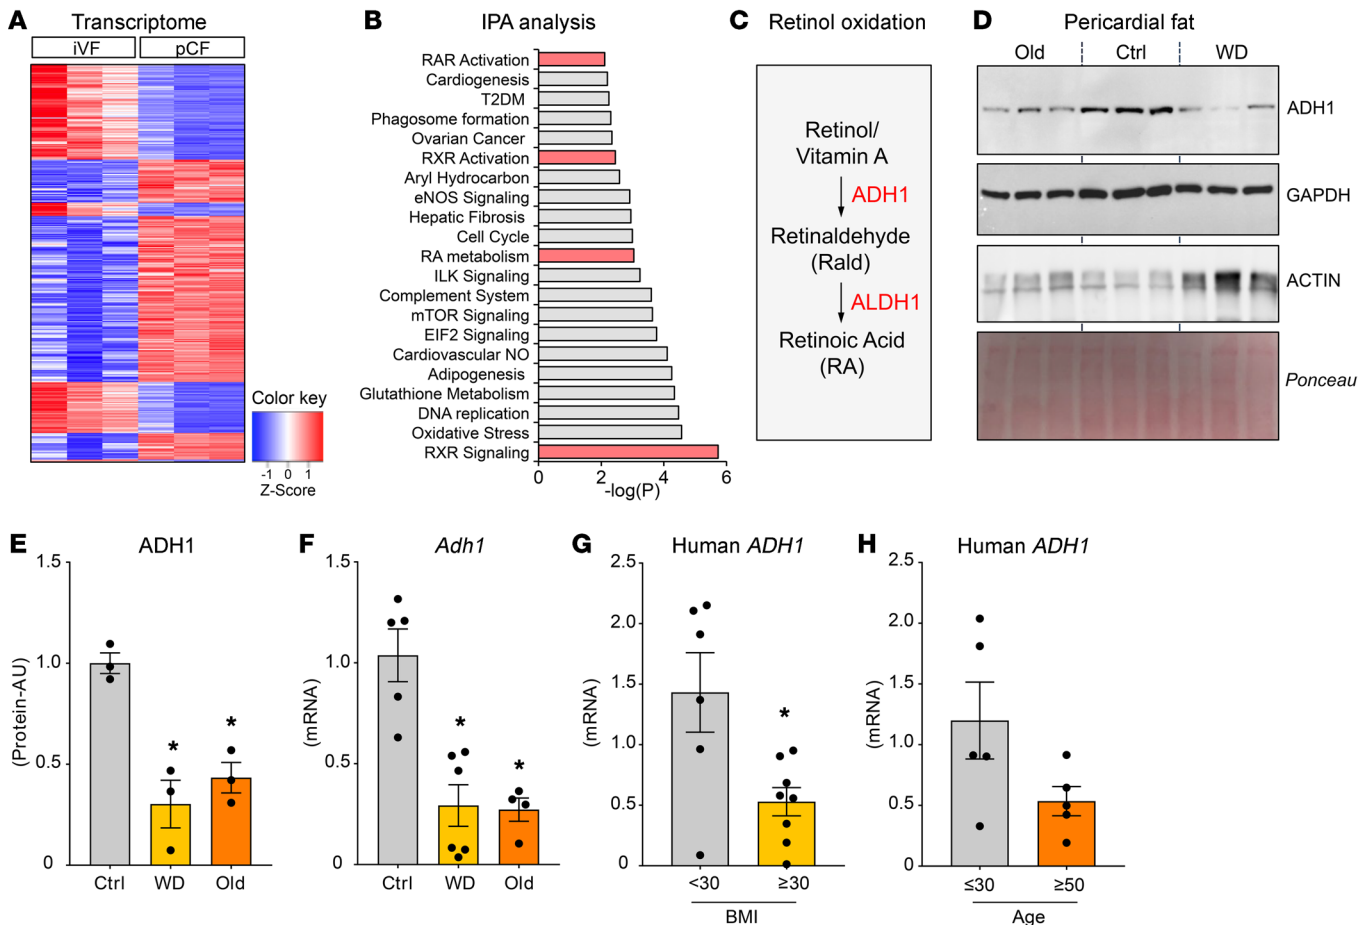 A
Transcriptome
iVF
pCF
Color key
-1 0 1
Z-Score
B
IPA analysis
RAR Activation
Cardiogenesis
T2DM
Phagosome formation
Ovarian Cancer
RXR Activation
Aryl Hydrocarbon
eNOS Signaling
Hepatic Fibrosis
Cell Cycle
RA metabolism
ILK Signaling
Complement System
mTOR Signaling
EIF2 Signaling
Cardiovascular NO
Adipogenesis
Glutathione Metabolism
DNA replication
Oxidative Stress
RXR Signaling
0 2 4 6
-log(P)
C
Retinol oxidation
Retinol/
Vitamin A
ADH1
Retinaldehyde
(Rald)
ALDH1
Retinoic Acid
(RA)
D
Pericardial fat
Old Ctrl WD
ADH1
GAPDH
ACTIN
Ponceau
E
ADH1
(Protein-AU)
1.5
1.0
0.5
0
*
*
Ctrl WD Old
F
Adh1
(mRNA)
1.5
1.0
0.5
0
*
*
Ctrl WD Old
G
Human ADH1
(mRNA)
2.5
2.0
1.5
1.0
0.5
0
*
<30 ≥30
BMI
H
Human ADH1
(mRNA)
2.5
2.0
1.5
1.0
0.5
0
≤30 ≥50
Age